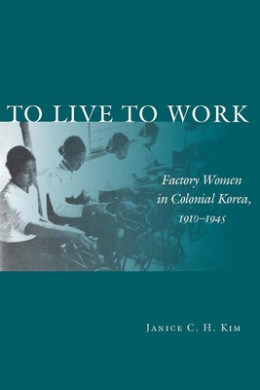 TO LIVE TO WORK
Factory Women
in Colonial Korea,
1910–1945
JANICE C. H. KIM